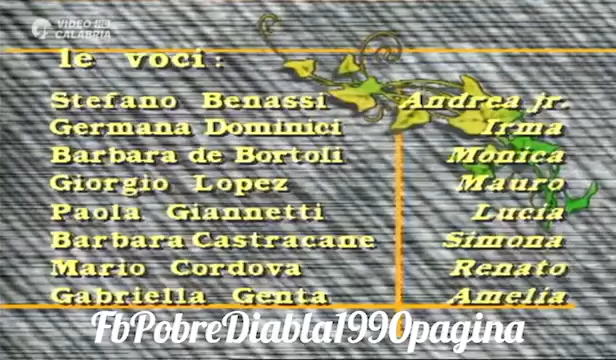 VIDEO
CALABRIA
le voci:
Stefano Benassi Andrea jr.
Germana Dominici Irma
Barbara de Bortoli Monica
Giorgio Lopez Mauro
Paola Giannetti Lucia
Barbara Castracane Simona
Mario Cordova Renato
Gabriella Genta Amelia
FbPobreDiabla1990pagina